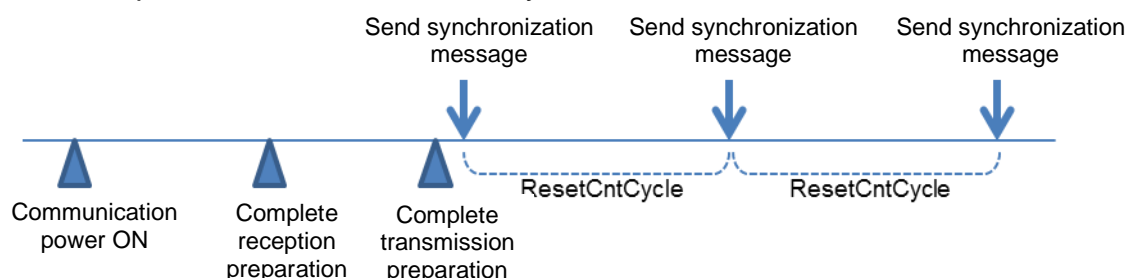 Send synchronization
message
Send synchronization
message
Send synchronization
message
ResetCntCycle
ResetCntCycle
Communication
power ON
Complete
reception
preparation
Complete
transmission
preparation